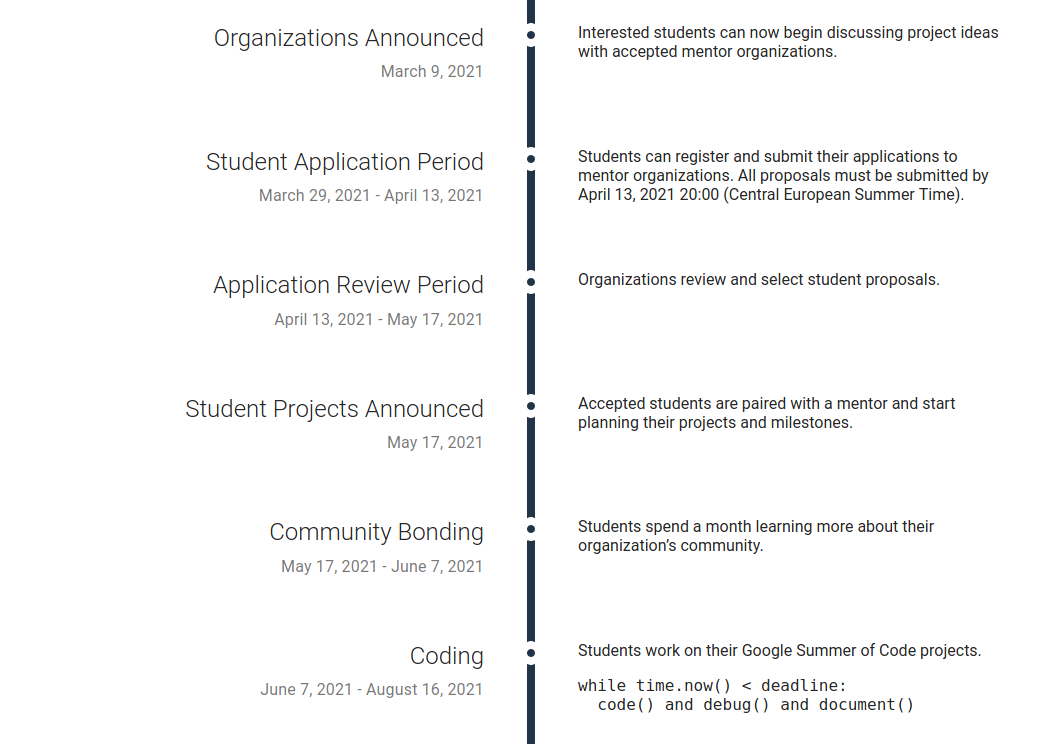 Organizations Announced
March 9, 2021
Interested students can now begin discussing project ideas
with accepted mentor organizations.
Student Application Period
March 29, 2021 - April 13, 2021
Students can register and submit their applications to
mentor organizations. All proposals must be submitted by
April 13, 2021 20:00 (Central European Summer Time).
Application Review Period
April 13, 2021 - May 17, 2021
Organizations review and select student proposals.
Student Projects Announced
May 17, 2021
Accepted students are paired with a mentor and start
planning their projects and milestones.
Community Bonding
May 17, 2021 - June 7, 2021
Students spend a month learning more about their
organization’s community.
Coding
June 7, 2021 - August 16, 2021
Students work on their Google Summer of Code projects.
while time.now() < deadline:
  code() and debug() and document()